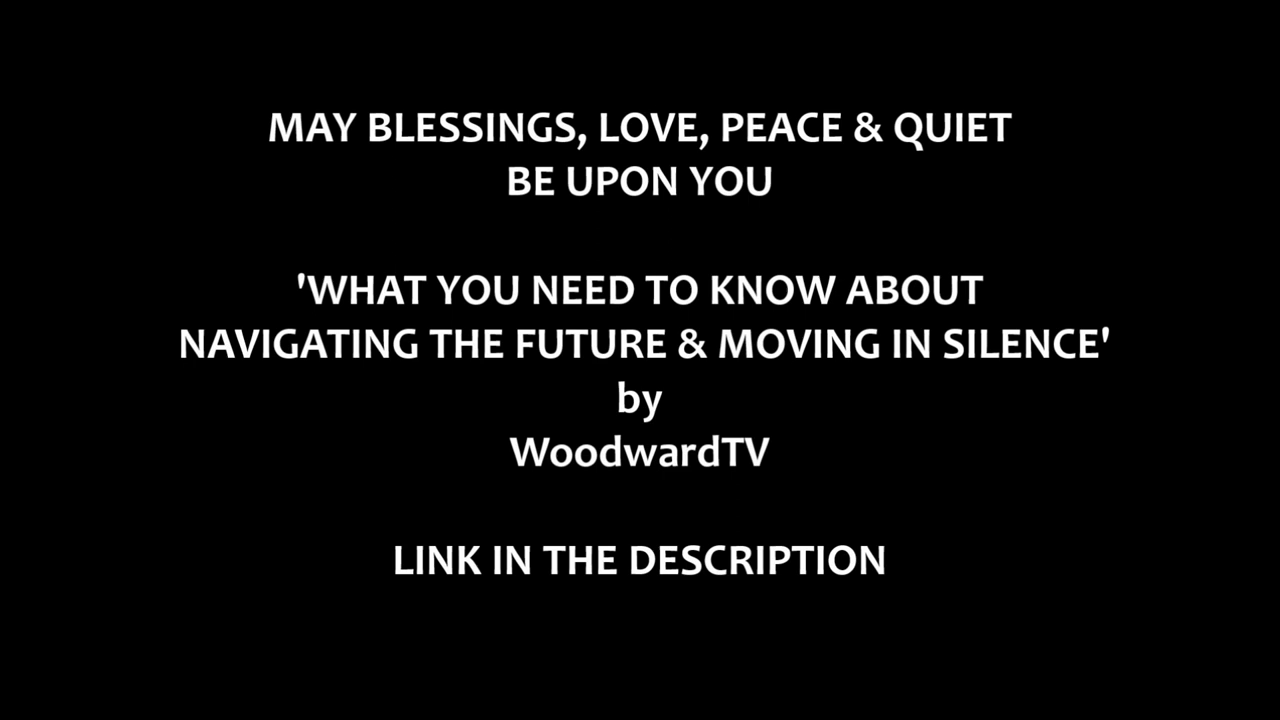 MAY BLESSINGS, LOVE, PEACE & QUIET
BE UPON YOU
'WHAT YOU NEED TO KNOW ABOUT
NAVIGATING THE FUTURE & MOVING IN SILENCE'
by
WoodwardTV
LINK IN THE DESCRIPTION